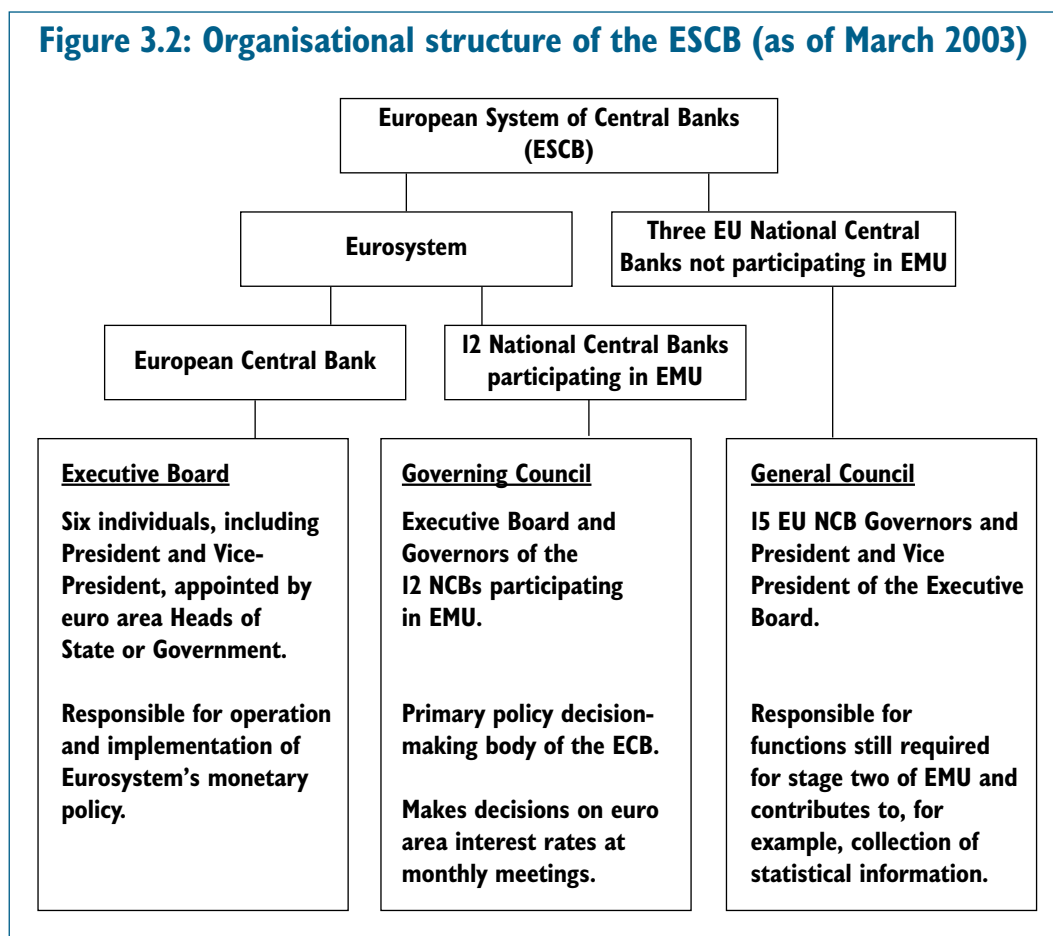 Figure 3.2: Organisational structure of the ESCB (as of March 2003)
European System of Central Banks
(ESCB)
Eurosystem
Three EU National Central
Banks not participating in EMU
European Central Bank
12 National Central Banks
participating in EMU
Executive Board
Six individuals, including
President and Vice-
President, appointed by
euro area Heads of
State or Government.
Responsible for operation
and implementation of
Eurosystem's monetary
policy.
Governing Council
Executive Board and
Governors of the
12 NCBs participating
in EMU.
Primary policy decision-
making body of the ECB.
Makes decisions on euro
area interest rates at
monthly meetings.
General Council
15 EU NCB Governors and
President and Vice
President of the Executive
Board.
Responsible for
functions still required
for stage two of EMU and
contributes to, for
example, collection of
statistical information.